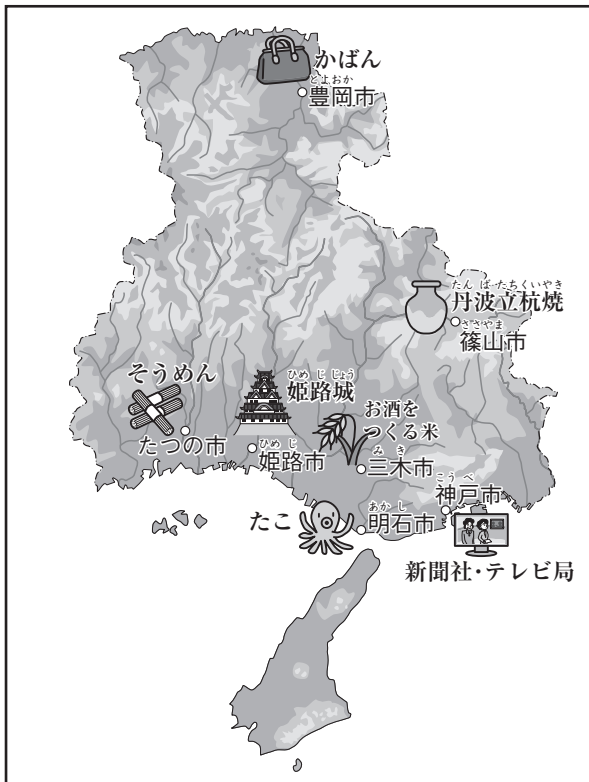 かばん
とよおか
豊岡市
たんばたちくいやき
丹波立杭焼
ささやま
篠山市
そうめん
たつの市
ひめじじょう
姫路城
ひめじ
姫路市
お酒を
つくる米
みき
三木市
こうべ
神戸市
たこ
あかし
明石市
新聞社・テレビ局